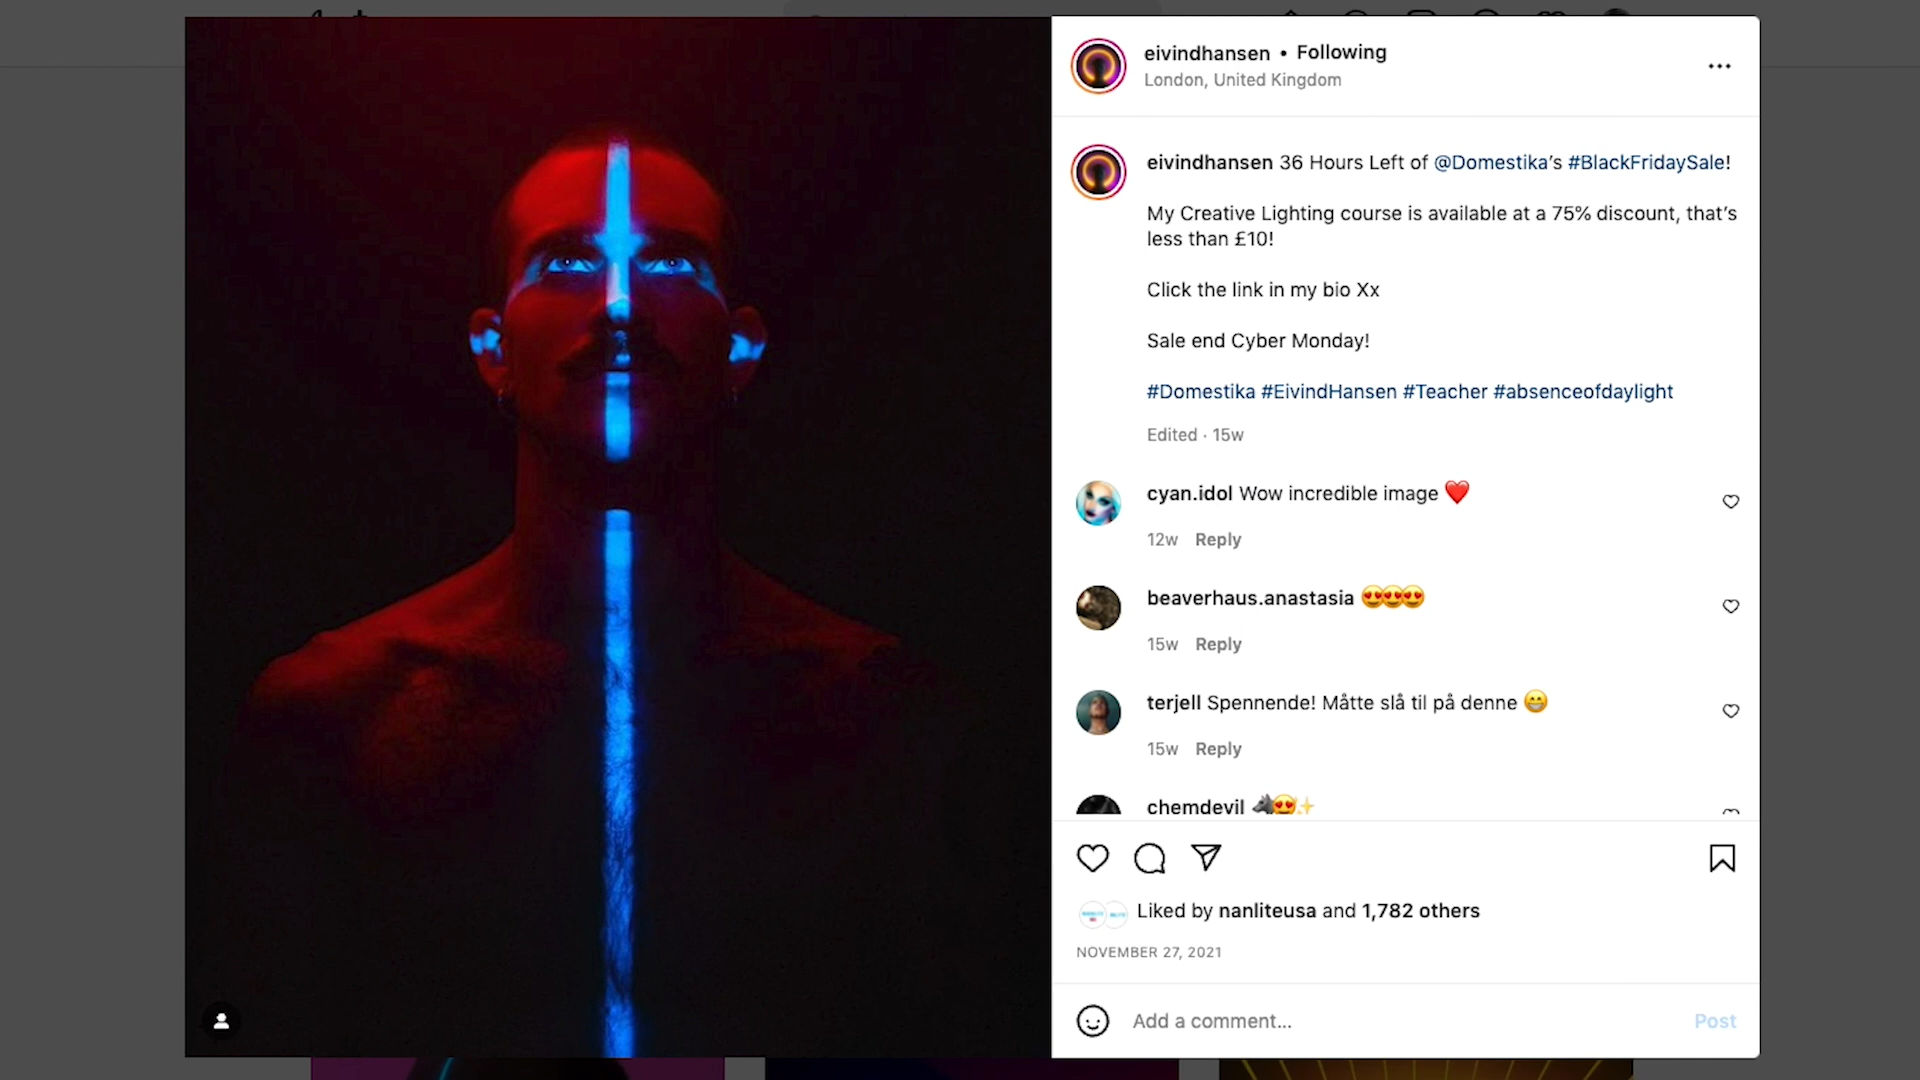 eivindhansen • Following
London, United Kingdom
eivindhansen 36 Hours Left of @Domestika’s #BlackFridaySale!
My Creative Lighting course is available at a 75% discount, that’s
less than £10!
Click the link in my bio Xx
Sale end Cyber Monday!
#Domestika #EivindHansen #Teacher #absenceofdaylight
Edited · 15w
cyan.idol Wow incredible image ❤️
12w Reply
beaverhaus.anastasia 😍😍😍
15w Reply
terjell Spennende! Måtte slå til på denne 😁
15w Reply
chemdevil 🐺😍✨
Liked by nanliteusa and 1,782 others
NOVEMBER 27, 2021
Add a comment...
Post